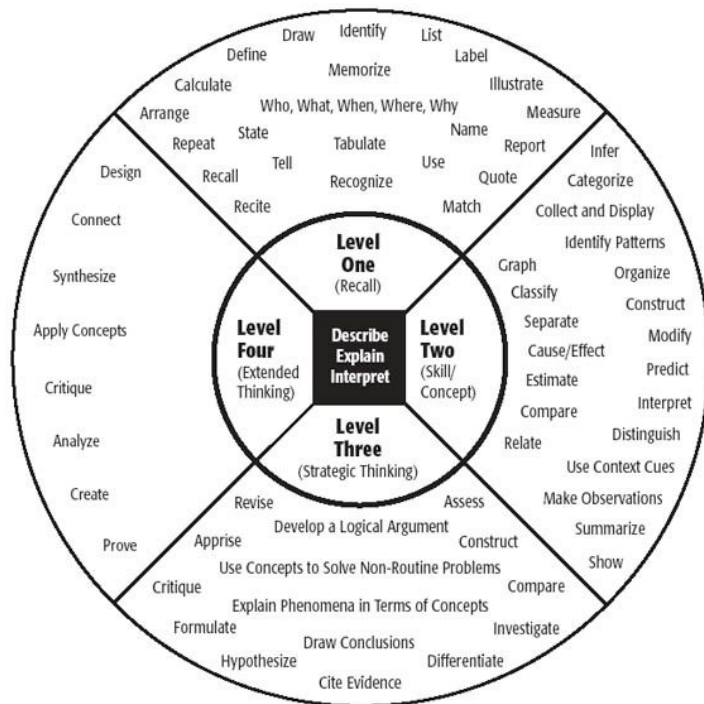 Draw
Identify
List
Define
Label
Memorize
Calculate
Illustrate
Arrange
Who, What, When, Where, Why
Measure
Repeat
State
Tabulate
Name
Report
Recall
Tell
Recognize
Use
Quote
Recite
Match
Level
One
(Recall)
Infer
Categorize
Collect and Display
Identify Patterns
Graph
Organize
Classify
Construct
Separate
Modify
Cause/Effect
Predict
Estimate
Interpret
Compare
Distinguish
Relate
Use Context Cues
Make Observations
Summarize
Show
Level
Two
(Skill/
Concept)
Describe
Explain
Interpret
Level
Three
(Strategic Thinking)
Revise
Assess
Develop a Logical Argument
Apprise
Construct
Use Concepts to Solve Non-Routine Problems
Critique
Compare
Explain Phenomena in Terms of Concepts
Formulate
Investigate
Draw Conclusions
Hypothesize
Differentiate
Cite Evidence
Level
Four
(Extended
Thinking)
Design
Connect
Synthesize
Apply Concepts
Critique
Analyze
Create
Prove